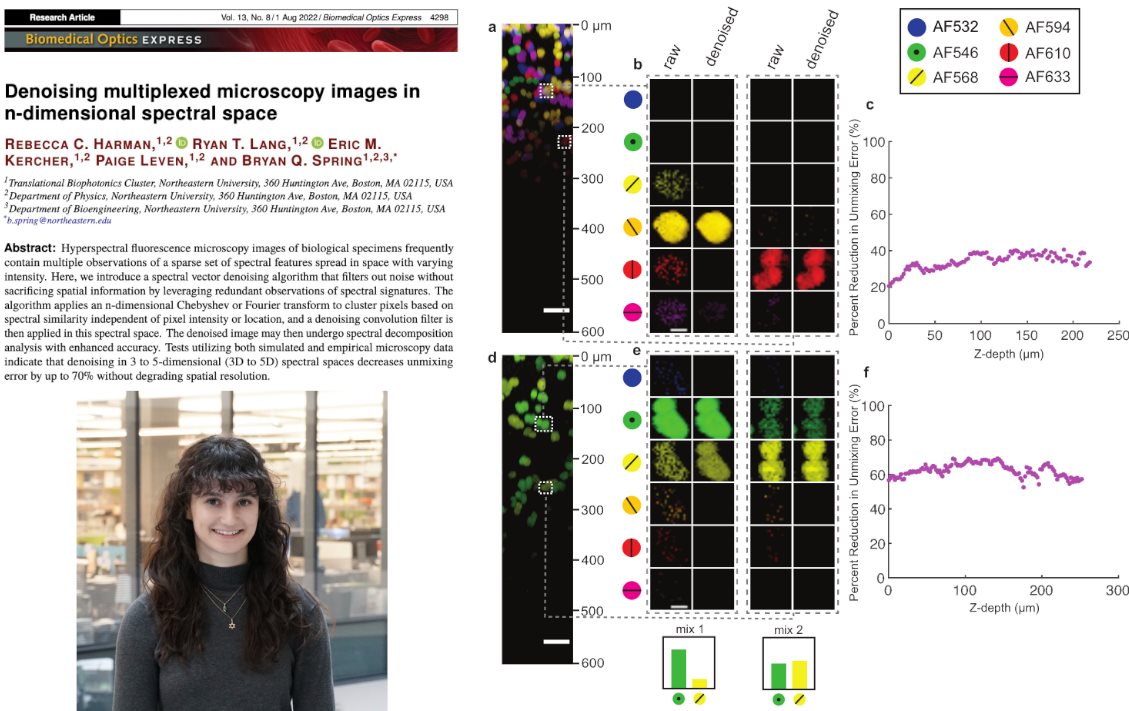 Research Article
Vol. 13, No. 8 / 1 Aug 2022 / Biomedical Optics Express 4298
Biomedical Optics EXPRESS
Denoising multiplexed microscopy images in
n-dimensional spectral space
REBECCA C. HARMAN,1,2 iD RYAN T. LANG,1,2 iD ERIC M.
KERCHER,1,2 PAIGE LEVEN,1,2 AND BRYAN Q. SPRING1,2,3,*
1Translational Biophotonics Cluster, Northeastern University, 360 Huntington Ave, Boston, MA 02115, USA
2Department of Physics, Northeastern University, 360 Huntington Ave, Boston, MA 02115, USA
3Department of Bioengineering, Northeastern University, 360 Huntington Ave, Boston, MA 02115, USA
*b.spring@northeastern.edu
Abstract: Hyperspectral fluorescence microscopy images of biological specimens frequently
contain multiple observations of a sparse set of spectral features spread in space with varying
intensity. Here, we introduce a spectral vector denoising algorithm that filters out noise without
sacrificing spatial information by leveraging redundant observations of spectral signatures. The
algorithm applies an n-dimensional Chebyshev or Fourier transform to cluster pixels based on
spectral similarity independent of pixel intensity or location, and a denoising convolution filter is
then applied in this spectral space. The denoised image may then undergo spectral decomposition
analysis with enhanced accuracy. Tests utilizing both simulated and empirical microscopy data
indicate that denoising in 3 to 5-dimensional (3D to 5D) spectral spaces decreases unmixing
error by up to 70% without degrading spatial resolution.
a
0 µm
100
200
300
400
500
600
b
raw
denoised
raw
denoised
AF532
AF546
AF568
AF594
AF610
AF633
c
Percent Reduction in Unmixing Error (%)
100
80
60
40
20
0
0 50 100 150 200 250
Z-depth (µm)
d
0 µm
100
200
300
400
500
600
e
mix 1
mix 2
f
Percent Reduction in Unmixing Error (%)
100
80
60
40
20
0
0 100 200 300
Z-depth (µm)